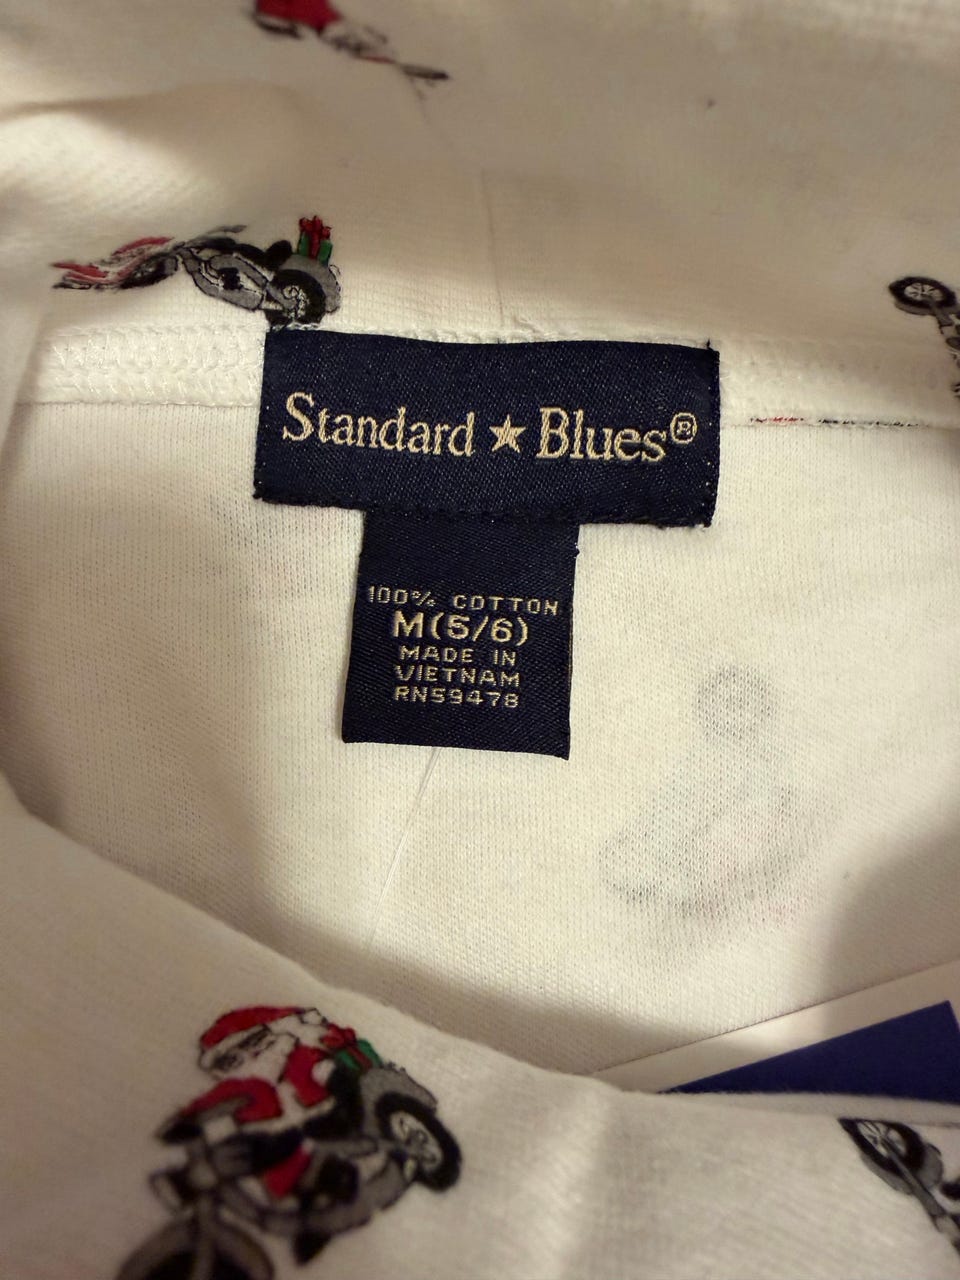 Standard ★ Blues®
100% COTTON
M(5/6)
MADE IN
VIETNAM
RN59478